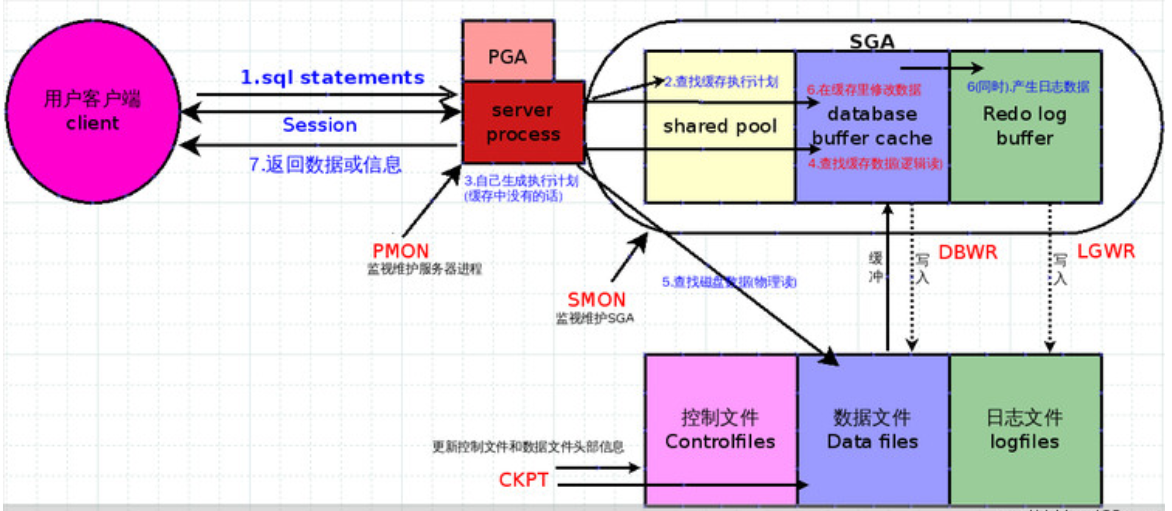 用户客户端
client
1.sql statements
Session
7.返回数据或信息
PGA
server
process
3.自己生成执行计划
(缓存中没有的话)
PMON
监视维护服务器进程
SMON
监视维护SGA
SGA
2.查找缓存执行计划
shared pool
6.在缓存里修改数据
database
buffer cache
4.查找缓存数据(逻辑读)
6(同时).产生日志数据
Redo log
buffer
缓冲
写入
DBWR
写入
LGWR
5.查找磁盘数据(物理读)
控制文件
Controlfiles
数据文件
Data files
日志文件
logfiles
更新控制文件和数据文件头部信息
CKPT